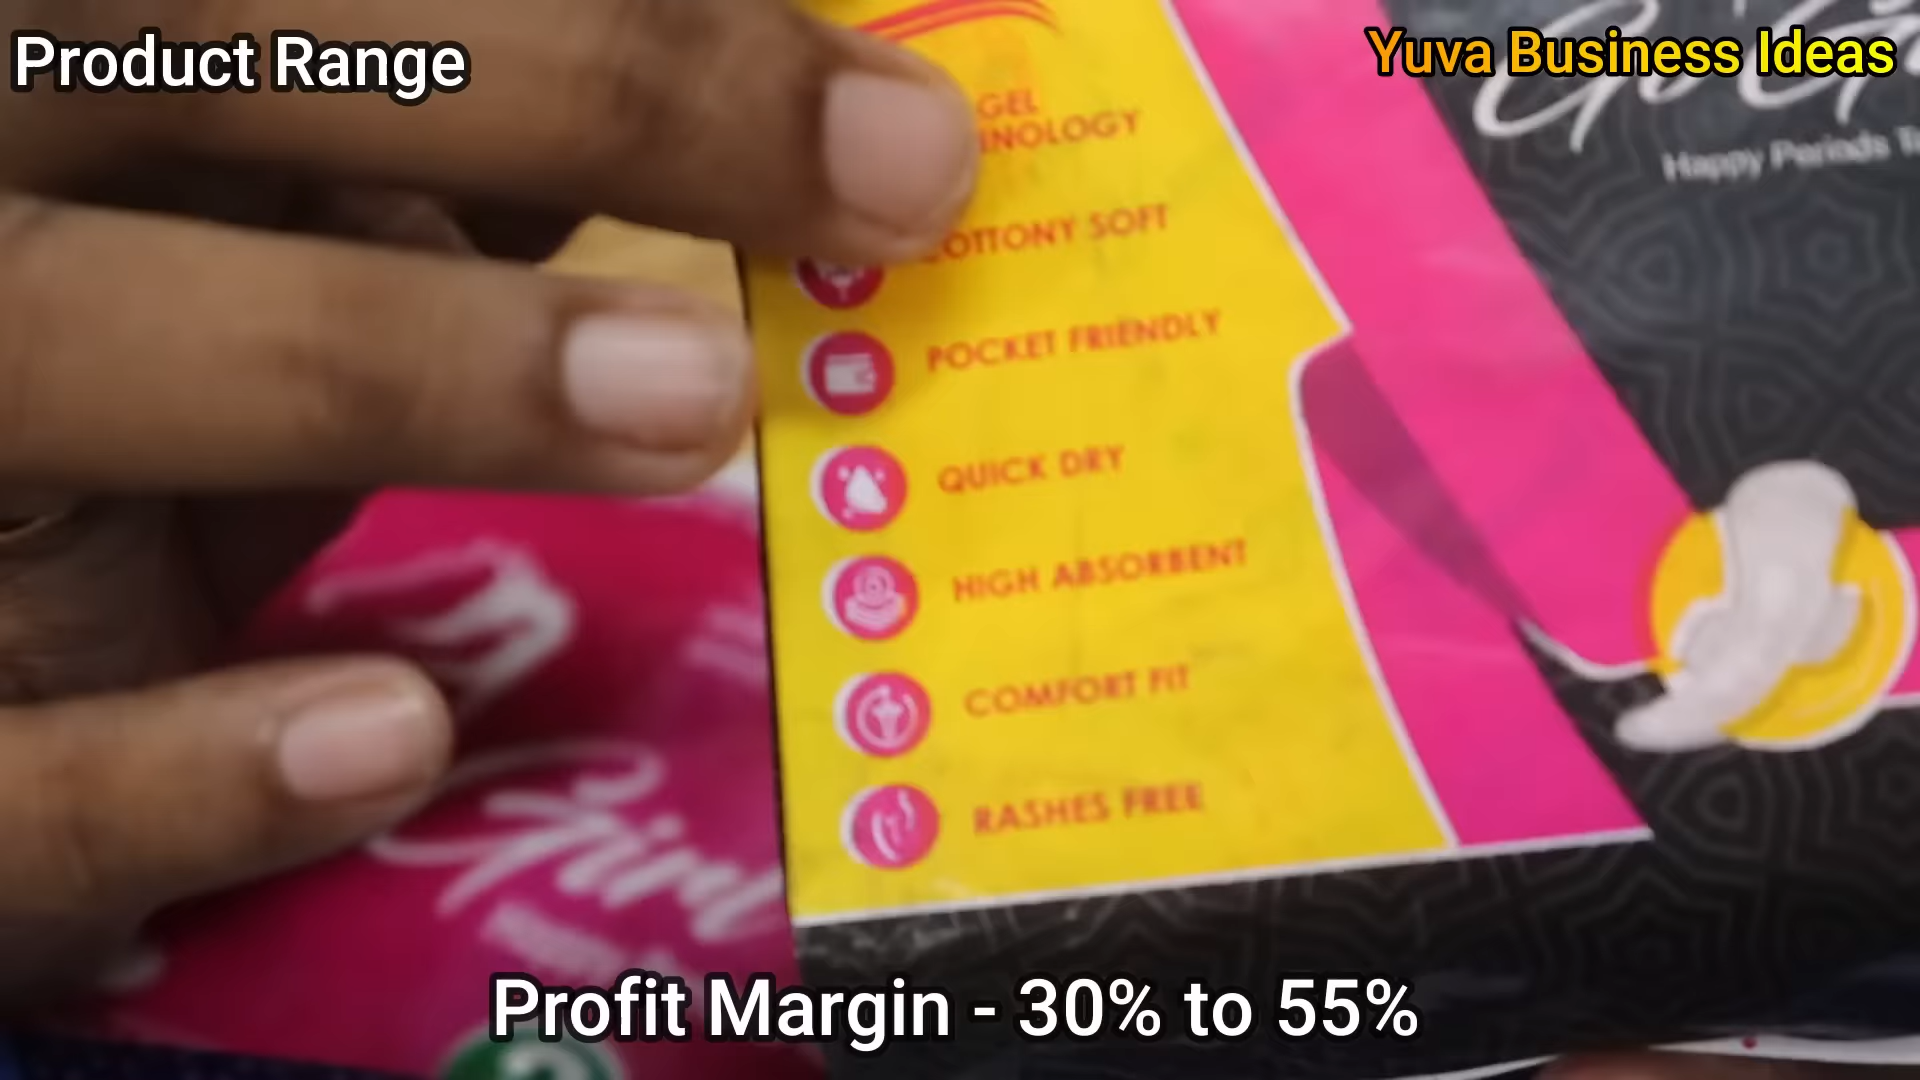 Product Range
Yuva Business Ideas
GEL
Happy Periods
COTTONY SOFT
POCKET FRIENDLY
QUICK DRY
HIGH ABSORBENT
COMFORT FIT
RASHES FREE
Girl
Profit Margin - 30% to 55%